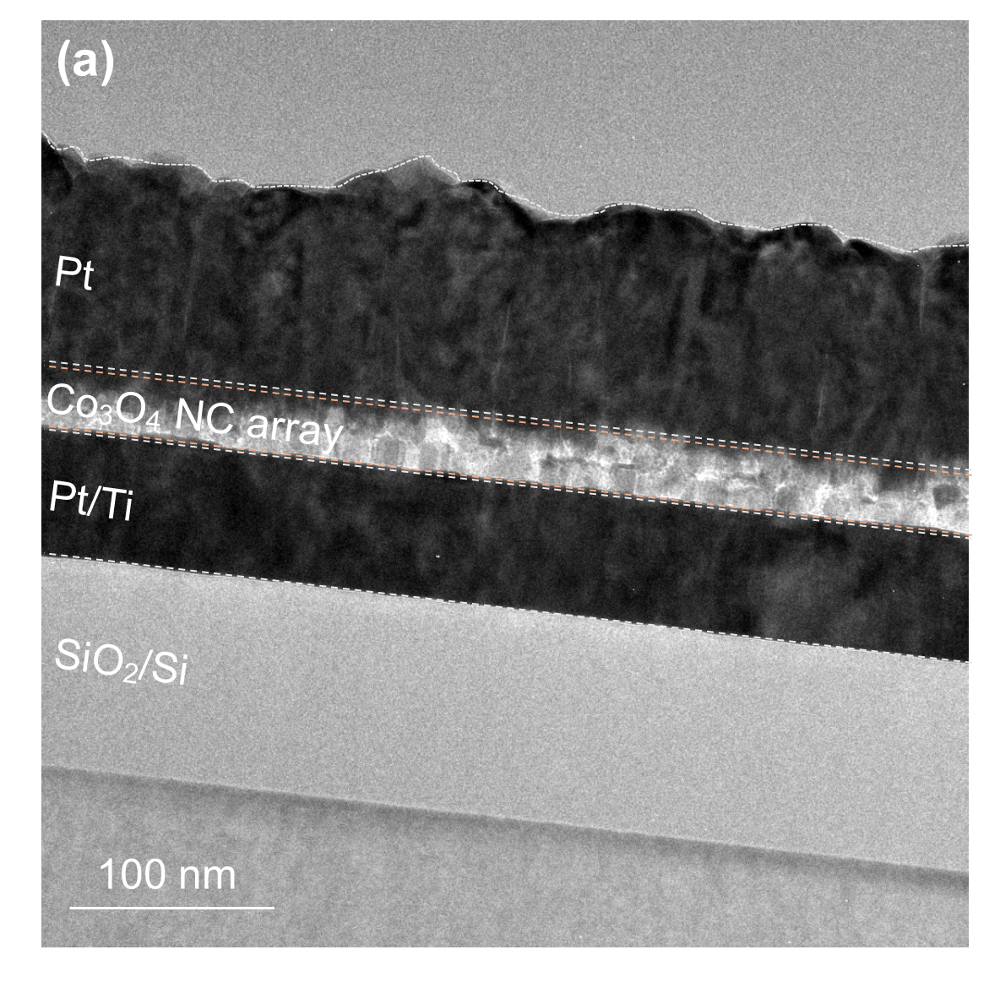 (a)
Pt
Co₃O₄ NC array
Pt/Ti
SiO₂/Si
100 nm